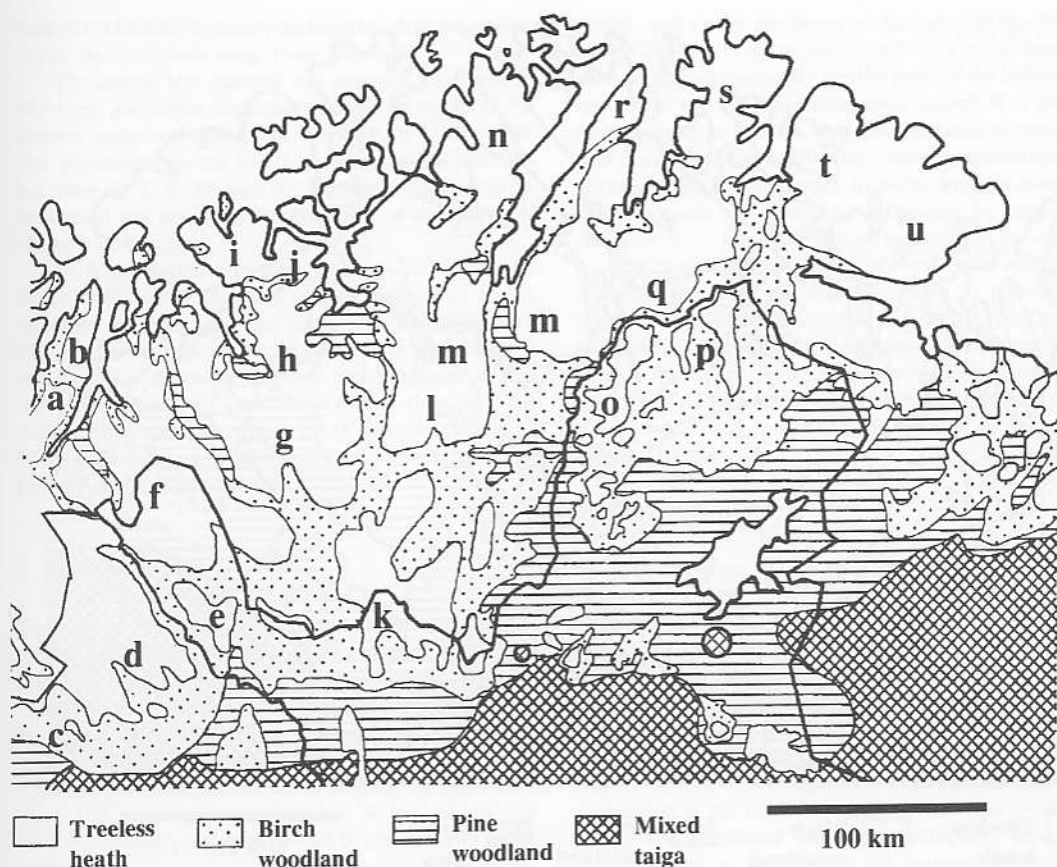 n
r
s
t
u
i
j
b
a
h
m
m
q
p
l
o
g
f
e
k
d
c
Treeless heath
Birch woodland
Pine woodland
Mixed taiga
100 km